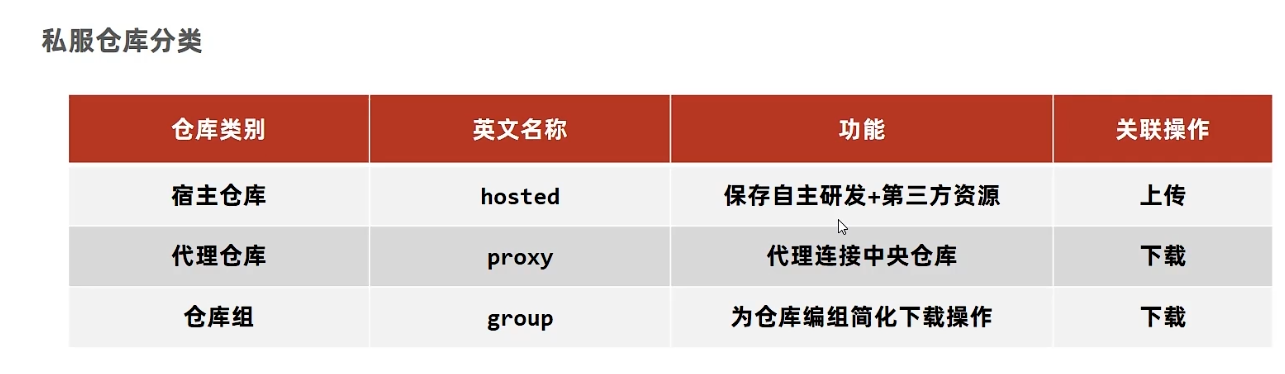 私服仓库分类
仓库类别 英文名称 功能 关联操作
宿主仓库 hosted 保存自主研发+第三方资源 上传
代理仓库 proxy 代理连接中央仓库 下载
仓库组 group 为仓库编组简化下载操作 下载